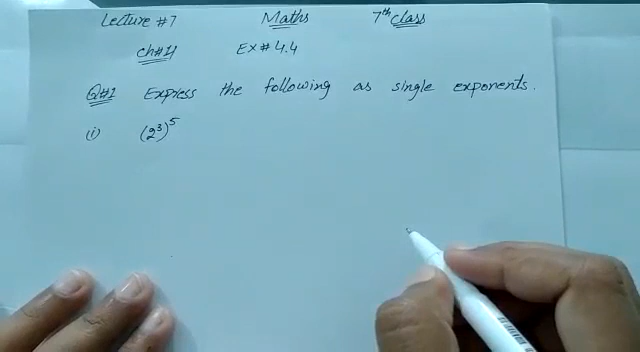 Lecture #7 Maths 7th class
Ch#4 Ex # 4.4
Q#1 Express the following as single exponents.
(i) (2³)⁵